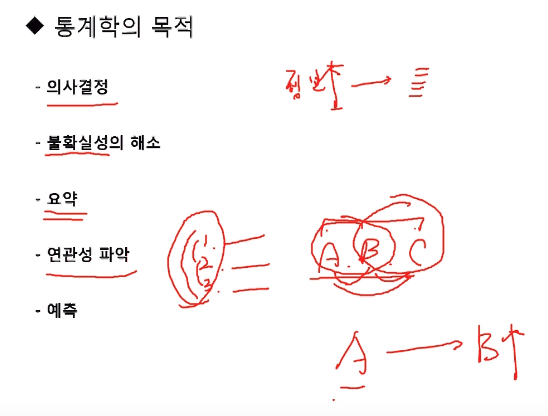 ◆ 통계학의 목적
- 의사결정
정보↑ →
- 불확실성의 해소
- 요약
1
2
3
A B C
- 연관성 파악
- 예측
A → B↑